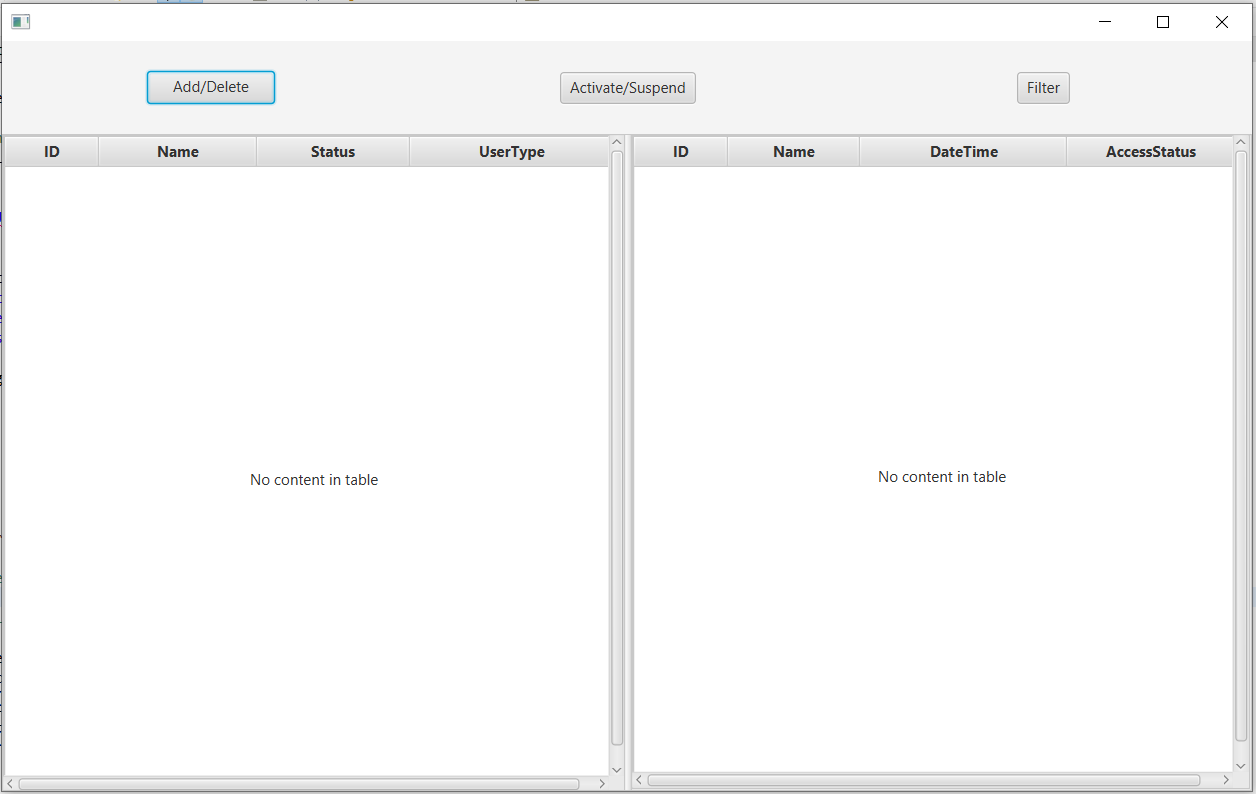 Add/Delete Activate/Suspend Filter
ID Name Status UserType ID Name DateTime AccessStatus
No content in table
No content in table